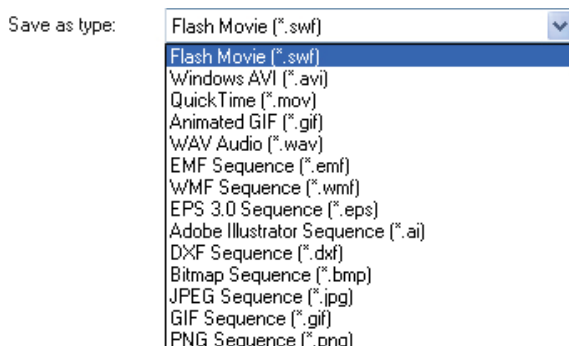 Save as type: Flash Movie (*.swf)
Flash Movie (*.swf)
Windows AVI (*.avi)
QuickTime (*.mov)
Animated GIF (*.gif)
WAV Audio (*.wav)
EMF Sequence (*.emf)
WMF Sequence (*.wmf)
EPS 3.0 Sequence (*.eps)
Adobe Illustrator Sequence (*.ai)
DXF Sequence (*.dxf)
Bitmap Sequence (*.bmp)
JPEG Sequence (*.jpg)
GIF Sequence (*.gif)
PNG Sequence (*.png)